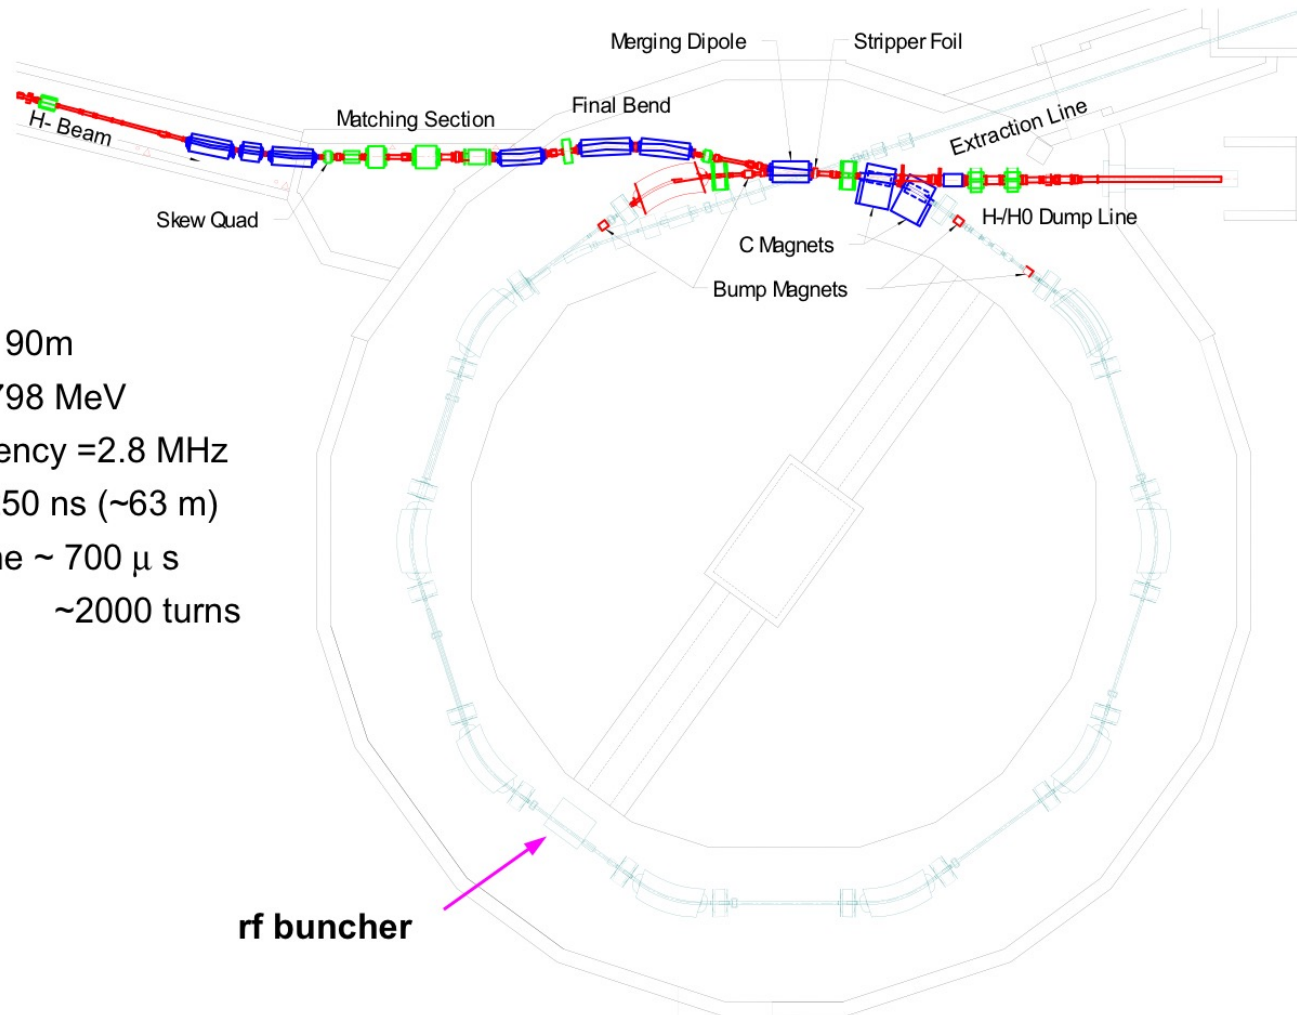 Merging Dipole
Stripper Foil
Final Bend
Matching Section
H- Beam
Extraction Line
Skew Quad
H-/H0 Dump Line
C Magnets
Bump Magnets
90m
798 MeV
ency =2.8 MHz
50 ns (~63 m)
ne ~ 700 μ s
~2000 turns
rf buncher